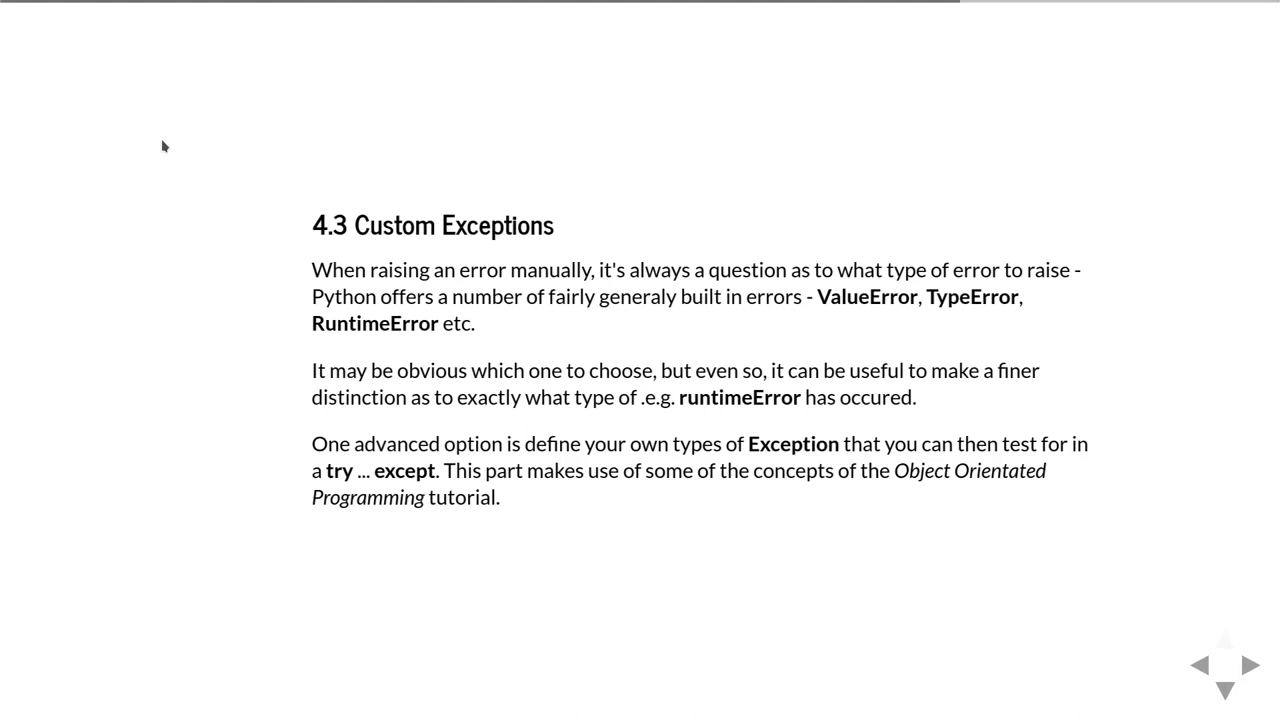 4.3 Custom Exceptions
When raising an error manually, it's always a question as to what type of error to raise -
Python offers a number of fairly generaly built in errors - ValueError, TypeError,
RuntimeError etc.
It may be obvious which one to choose, but even so, it can be useful to make a finer
distinction as to exactly what type of .e.g. runtimeError has occured.
One advanced option is define your own types of Exception that you can then test for in
a try ... except. This part makes use of some of the concepts of the Object Orientated
Programming tutorial.